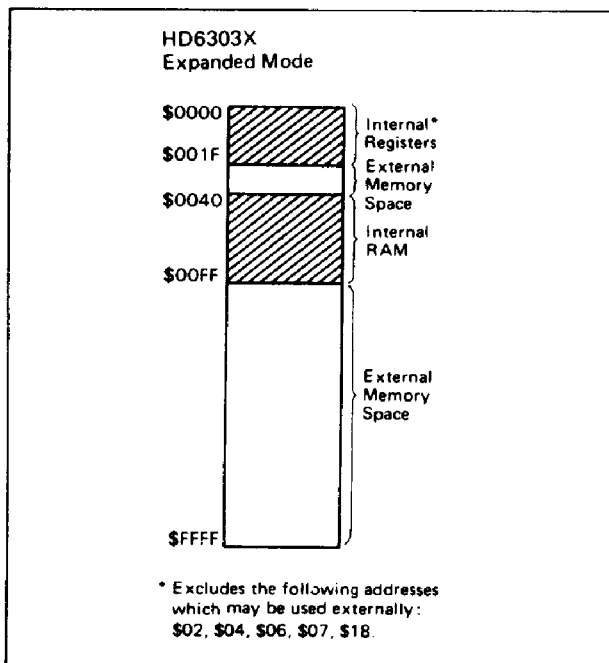 HD6303X
Expanded Mode
$0000
Internal*
Registers
$001F
External
Memory
Space
$0040
Internal
RAM
$00FF
External
Memory
Space
$FFFF
* Excludes the following addresses
which may be used externally:
$02, $04, $06, $07, $18.